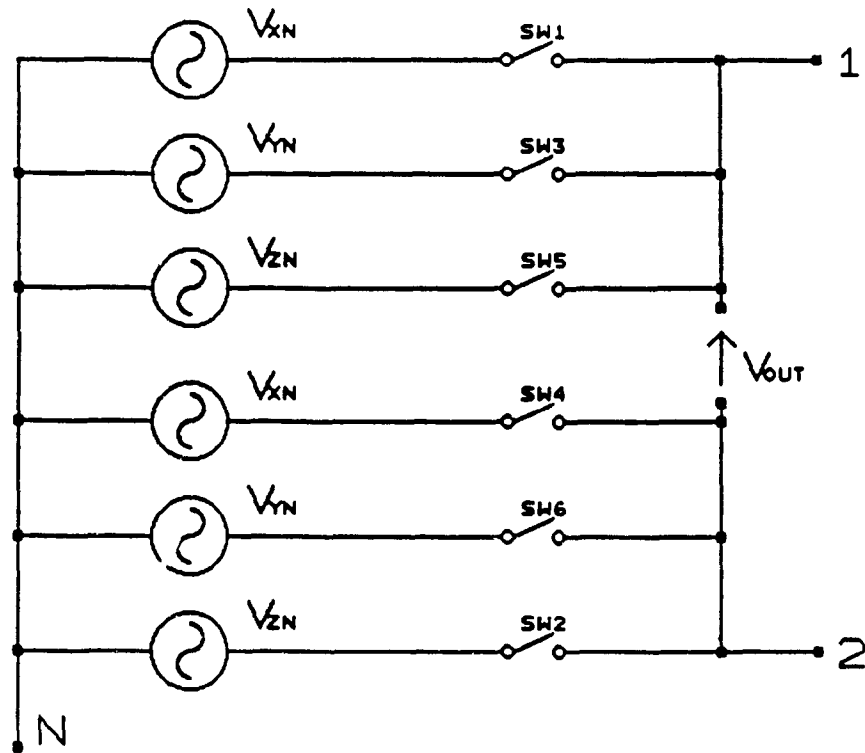 VXN SW1
1
VYN SW3
VZN SW5
VOUT
VXN SW4
VYN SW6
VZN SW2
2
N